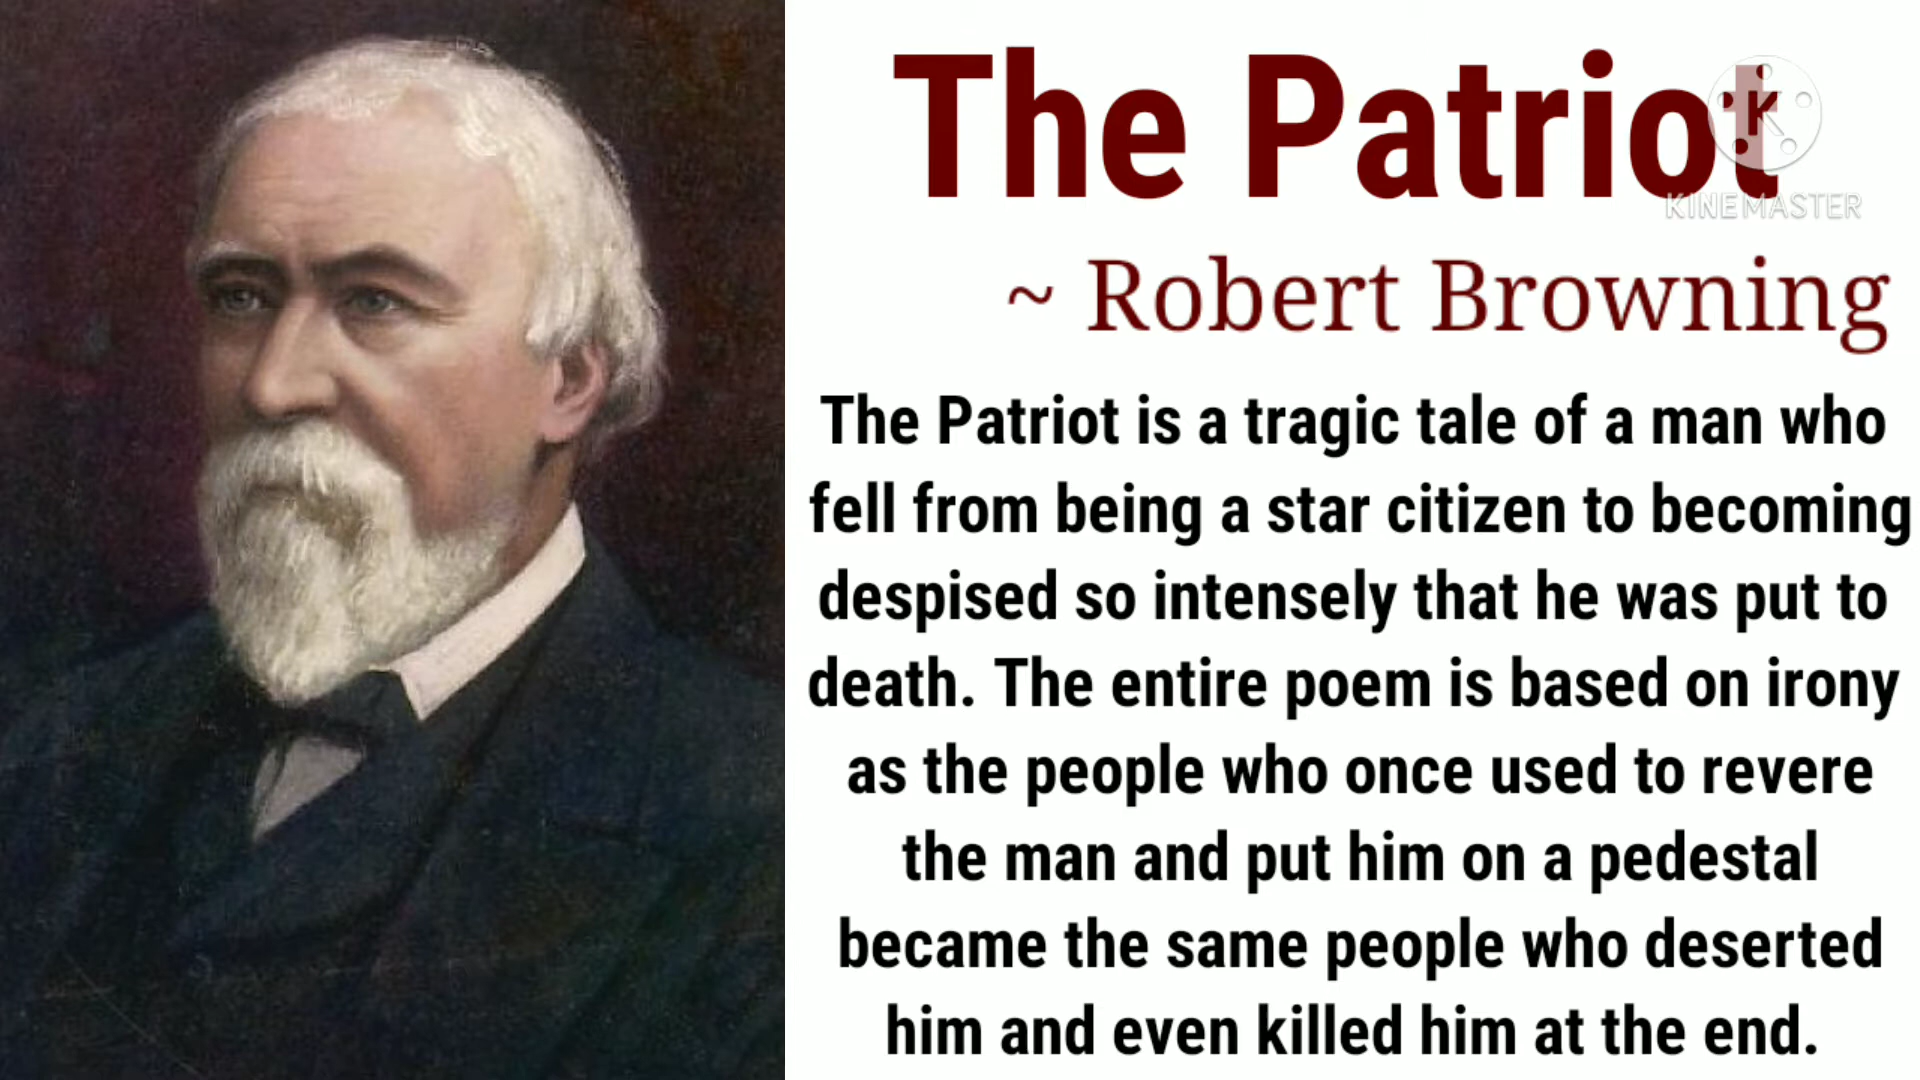 The Patriot
K
KINEMASTER
~ Robert Browning
The Patriot is a tragic tale of a man who
fell from being a star citizen to becoming
despised so intensely that he was put to
death. The entire poem is based on irony
as the people who once used to revere
the man and put him on a pedestal
became the same people who deserted
him and even killed him at the end.